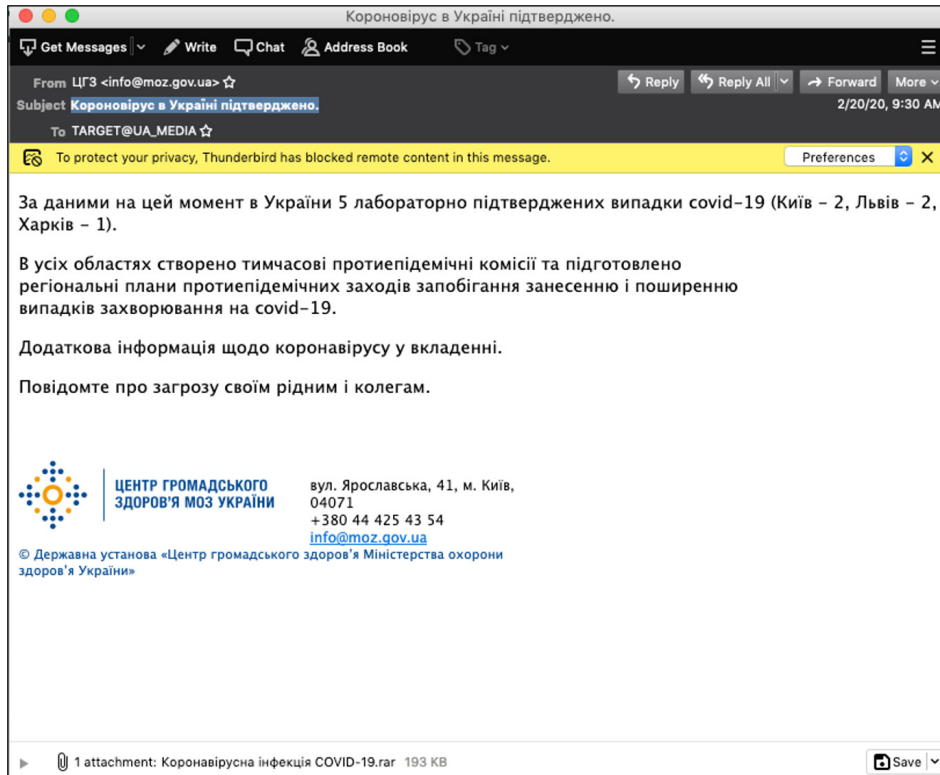 Короновірус в Україні підтверджено.
Get Messages Write Chat Address Book Tag
From ЦГЗ <info@moz.gov.ua> Reply Reply All Forward More
Subject Короновірус в Україні підтверджено. 2/20/20, 9:30 AM
To TARGET@UA_MEDIA
To protect your privacy, Thunderbird has blocked remote content in this message. Preferences
За даними на цей момент в України 5 лабораторно підтверджених випадки covid-19 (Київ – 2, Львів – 2,
Харків – 1).
В усіх областях створено тимчасові протиепідемічні комісії та підготовлено
регіональні плани протиепідемічних заходів запобігання занесенню і поширенню
випадків захворювання на covid-19.
Додаткова інформація щодо коронавірусу у вкладенні.
Повідомте про загрозу своїм рідним і колегам.
ЦЕНТР ГРОМАДСЬКОГО
ЗДОРОВ'Я МОЗ УКРАЇНИ
вул. Ярославська, 41, м. Київ,
04071
+380 44 425 43 54
info@moz.gov.ua
© Державна установа «Центр громадського здоров'я Міністерства охорони
здоров'я України»
1 attachment: Коронавірусна інфекція COVID-19.rar 193 KB Save